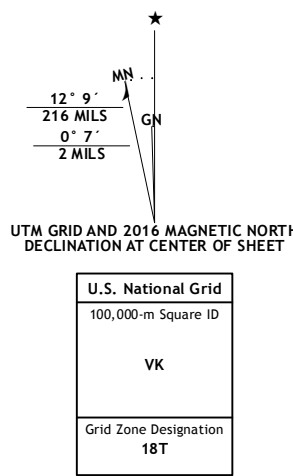 ★
MN
12° 9´
216 MILS
GN
0° 7´
2 MILS
UTM GRID AND 2016 MAGNETIC NORTH
DECLINATION AT CENTER OF SHEET
U.S. National Grid
100,000-m Square ID
VK
Grid Zone Designation
18T